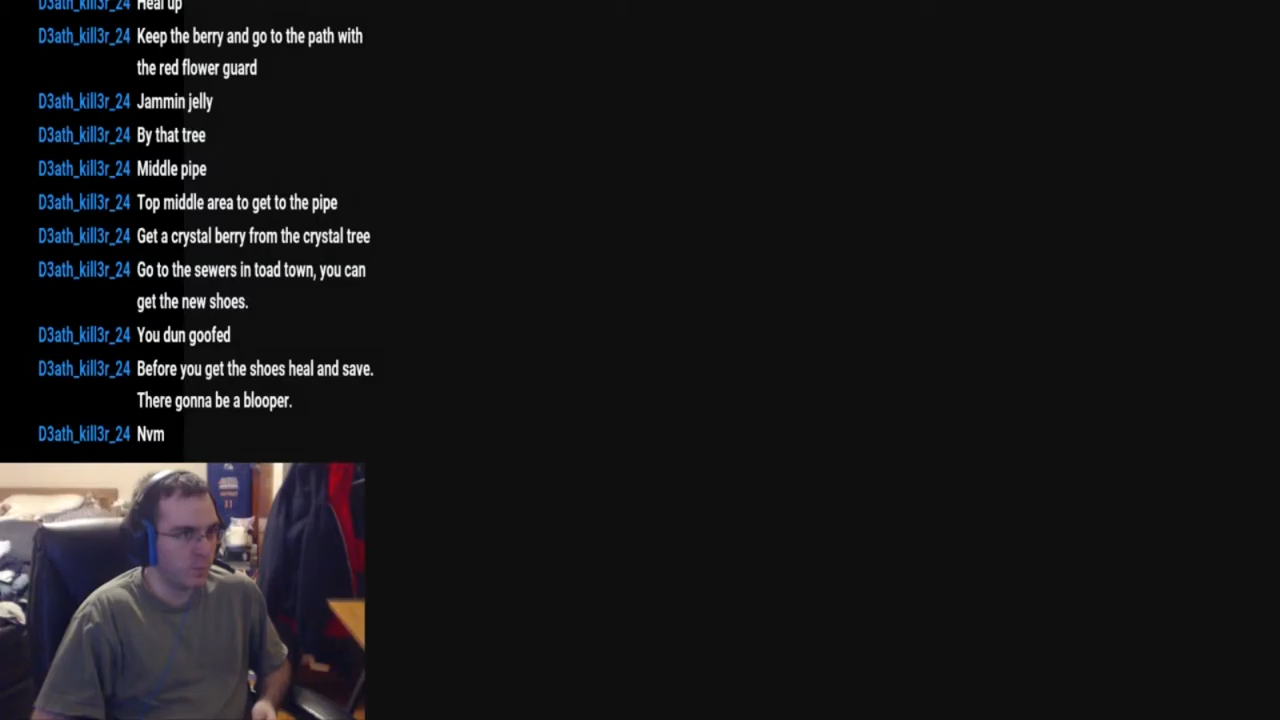 D3ath_kill3r_24 Heal up
D3ath_kill3r_24 Keep the berry and go to the path with
the red flower guard
D3ath_kill3r_24 Jammin jelly
D3ath_kill3r_24 By that tree
D3ath_kill3r_24 Middle pipe
D3ath_kill3r_24 Top middle area to get to the pipe
D3ath_kill3r_24 Get a crystal berry from the crystal tree
D3ath_kill3r_24 Go to the sewers in toad town, you can
get the new shoes.
D3ath_kill3r_24 You dun goofed
D3ath_kill3r_24 Before you get the shoes heal and save.
There gonna be a blooper.
D3ath_kill3r_24 Nvm